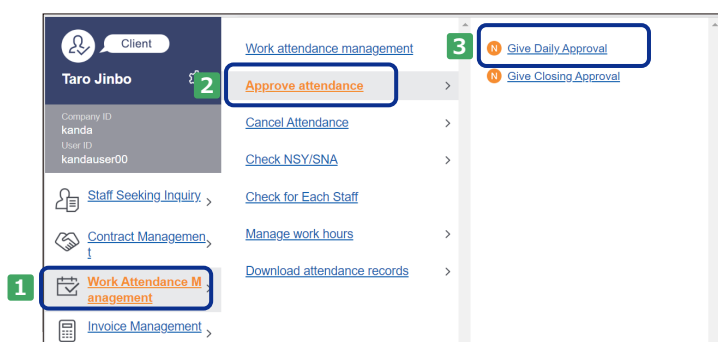 Client
Taro Jinbo
Company ID
kanda
User ID
kandauser00
Staff Seeking Inquiry
Contract Managemen
t
1
Work Attendance M
anagement
Invoice Management
Work attendance management
2
Approve attendance
Cancel Attendance
Check NSY/SNA
Check for Each Staff
Manage work hours
Download attendance records
3
N Give Daily Approval
N Give Closing Approval